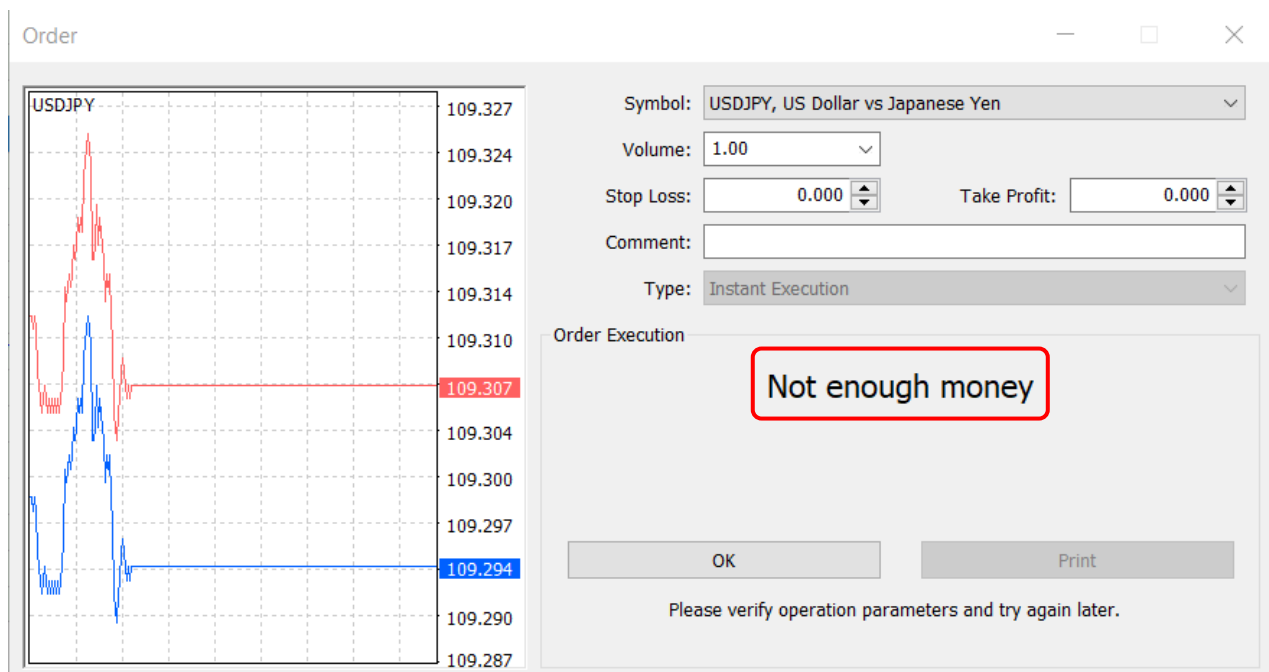 Order
USDJPY
109.327
109.324
109.320
109.317
109.314
109.310
109.307
109.304
109.300
109.297
109.294
109.290
109.287
Symbol: USDJPY, US Dollar vs Japanese Yen
Volume: 1.00
Stop Loss: 0.000 Take Profit: 0.000
Comment:
Type: Instant Execution
Order Execution
Not enough money
OK Print
Please verify operation parameters and try again later.